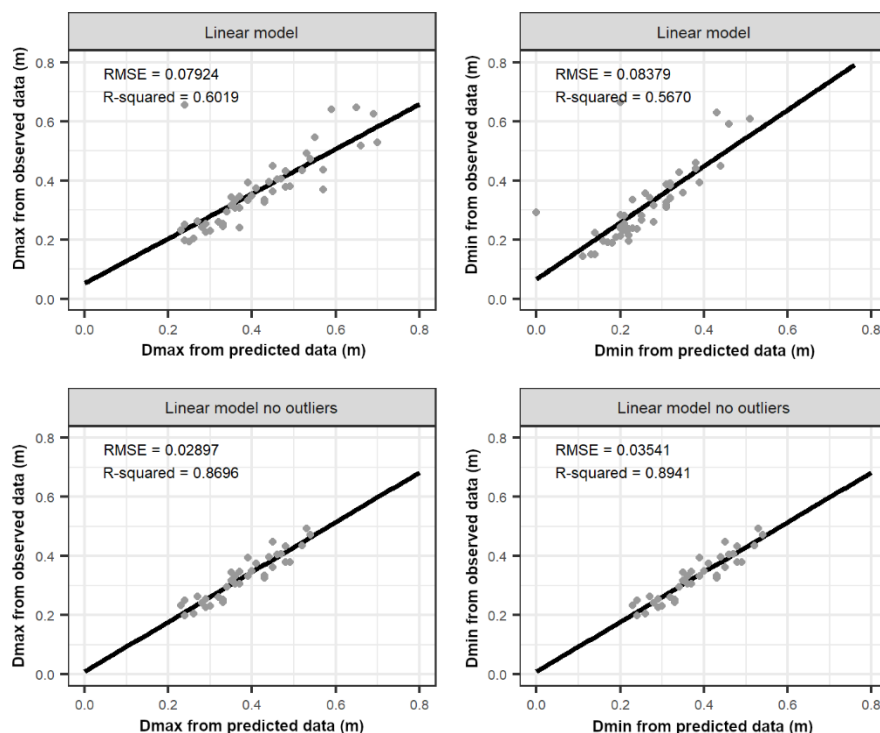 Linear model
RMSE = 0.07924
R-squared = 0.6019
0.8
0.6
0.4
0.2
0.0
Dmax from observed data (m)
0.0 0.2 0.4 0.6 0.8
Dmax from predicted data (m)
Linear model
RMSE = 0.08379
R-squared = 0.5670
0.8
0.6
0.4
0.2
0.0
Dmin from observed data (m)
0.0 0.2 0.4 0.6 0.8
Dmin from predicted data (m)
Linear model no outliers
RMSE = 0.02897
R-squared = 0.8696
0.8
0.6
0.4
0.2
0.0
Dmax from observed data (m)
0.0 0.2 0.4 0.6 0.8
Dmax from predicted data (m)
Linear model no outliers
RMSE = 0.03541
R-squared = 0.8941
0.8
0.6
0.4
0.2
0.0
Dmin from observed data (m)
0.0 0.2 0.4 0.6 0.8
Dmin from predicted data (m)